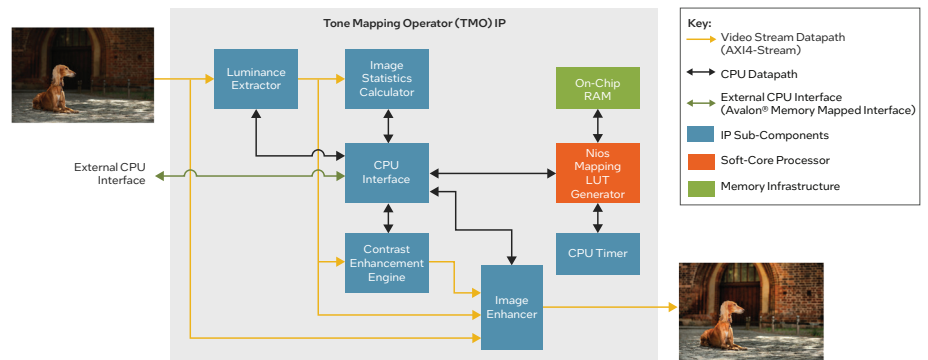 Tone Mapping Operator (TMO) IP
Luminance
Extractor
Image
Statistics
Calculator
On-Chip
RAM
External CPU
Interface
CPU
Interface
Nios
Mapping
LUT
Generator
Contrast
Enhancement
Engine
CPU Timer
Image
Enhancer
Key:
Video Stream Datapath
(AXI4-Stream)
CPU Datapath
External CPU Interface
(Avalon® Memory Mapped Interface)
IP Sub-Components
Soft-Core Processor
Memory Infrastructure